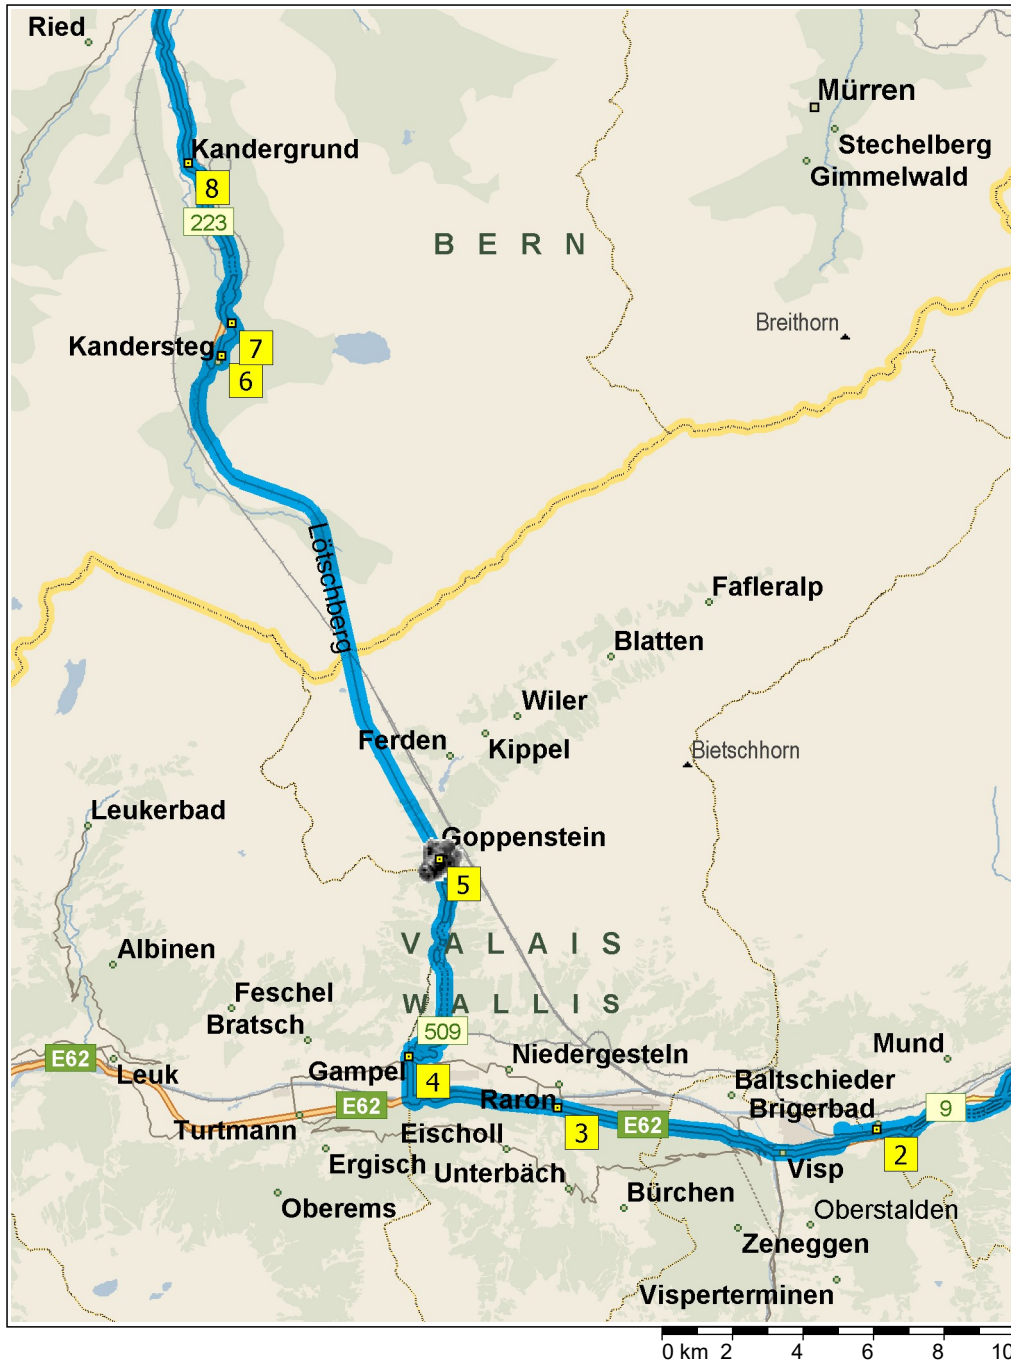 Ried
Mürren
Stechelberg
Gimmelwald
Kandergrund
8
223
B E R N
Breithorn
Kandersteg
7
6
Lötschberg
Fafleralp
Blatten
Wiler
Ferden
Kippel
Bietschhorn
Leukerbad
Goppenstein
5
V A L A I S
Albinen
Feschel
W A L L I S
Bratsch
509
E62
Leuk
Gampel
4
Niedergesteln
Mund
Baltschieder
E62
Raron
Brigerbad
9
Turtmann
Eischoll
3
E62
2
Ergisch
Unterbäch
Visp
Oberems
Bürchen
Oberstalden
Zeneggen
Visperterminen
0 km 2 4 6 8 10